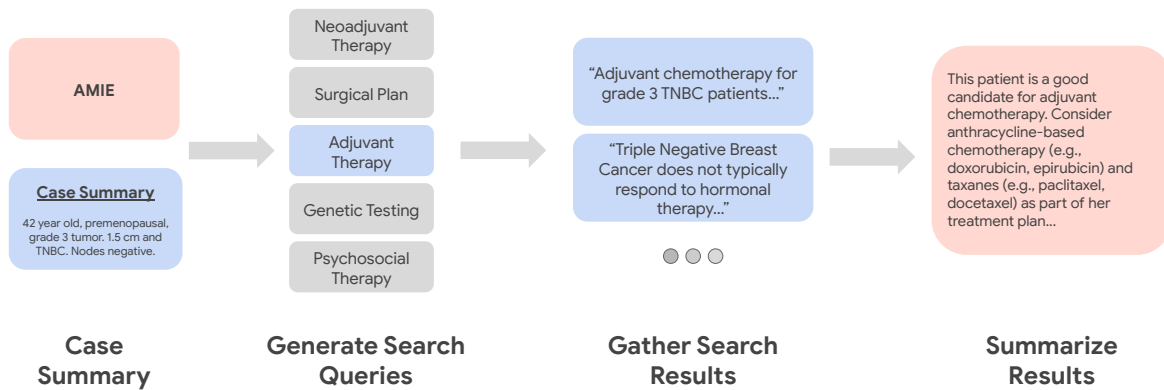 AMIE
Case Summary
42 year old, premenopausal,
grade 3 tumor. 1.5 cm and
TNBC. Nodes negative.
Neoadjuvant
Therapy
Surgical Plan
Adjuvant
Therapy
Genetic Testing
Psychosocial
Therapy
“Adjuvant chemotherapy for
grade 3 TNBC patients...”
“Triple Negative Breast
Cancer does not typically
respond to hormonal
therapy...”
This patient is a good
candidate for adjuvant
chemotherapy. Consider
anthracycline-based
chemotherapy (e.g.,
doxorubicin, epirubicin) and
taxanes (e.g., paclitaxel,
docetaxel) as part of her
treatment plan...
Case
Summary
Generate Search
Queries
Gather Search
Results
Summarize
Results